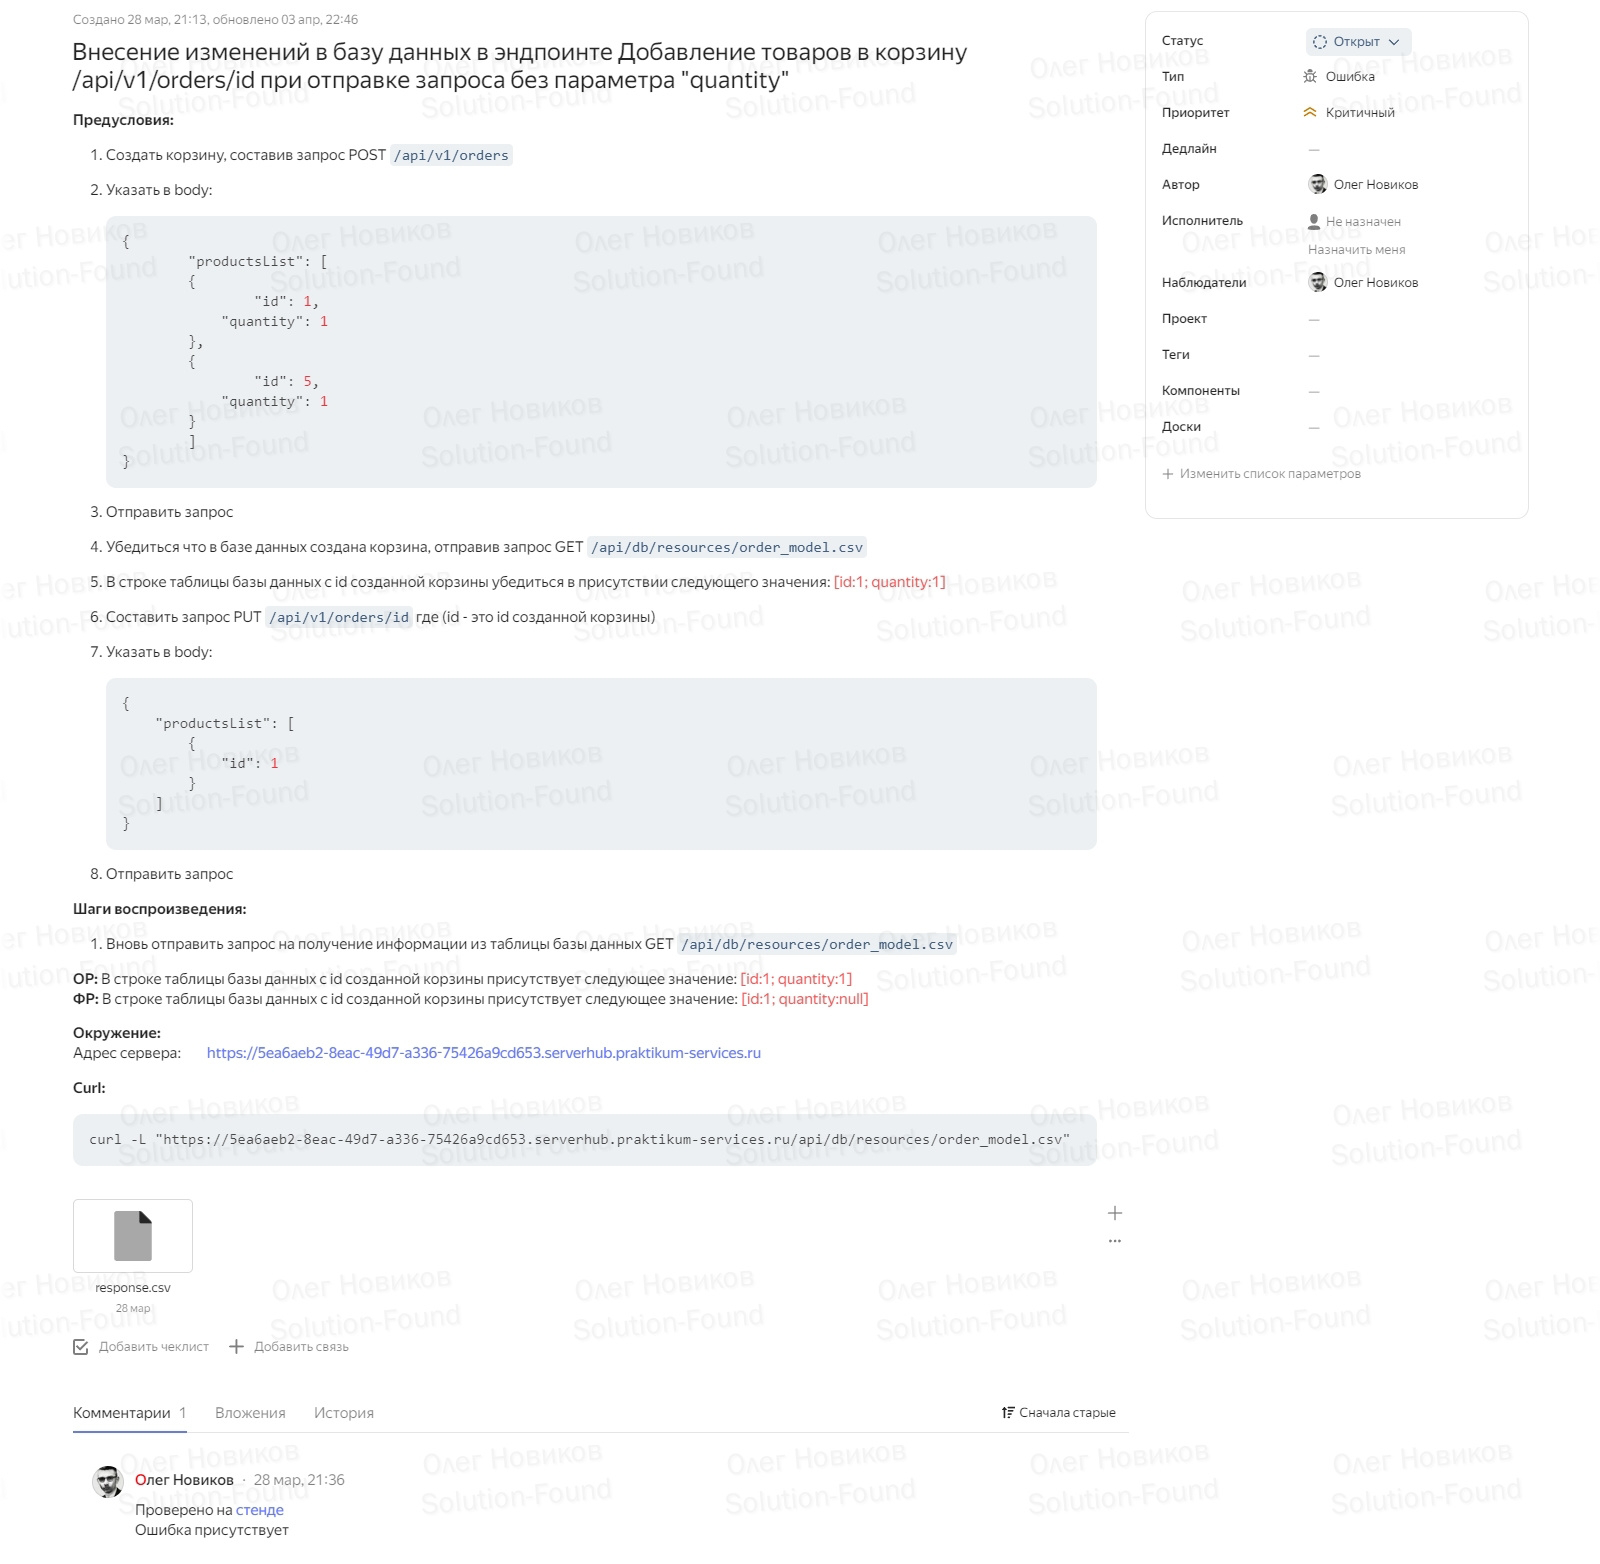 Создано 28 мар, 21:13, обновлено 03 апр, 22:46
Внесение изменений в базу данных в эндпоинте Добавление товаров в корзину
/api/v1/orders/id при отправке запроса без параметра "quantity"
Предусловия:
1. Создать корзину, составив запрос POST /api/v1/orders
2. Указать в body:
{
"productsList": [
{
"id": 1,
"quantity": 1
},
{
"id": 5,
"quantity": 1
}
]
}
3. Отправить запрос
4. Убедиться что в базе данных создана корзина, отправив запрос GET /api/db/resources/order_model.csv
5. В строке таблицы базы данных с id созданной корзины убедиться в присутствии следующего значения: [id:1; quantity:1]
6. Составить запрос PUT /api/v1/orders/id где (id - это id созданной корзины)
7. Указать в body:
{
"productsList": [
{
"id": 1
}
]
}
8. Отправить запрос
Шаги воспроизведения:
1. Вновь отправить запрос на получение информации из таблицы базы данных GET /api/db/resources/order_model.csv
ОР: В строке таблицы базы данных с id созданной корзины присутствует следующее значение: [id:1; quantity:1]
ФР: В строке таблицы базы данных с id созданной корзины присутствует следующее значение: [id:1; quantity:null]
Окружение:
Адрес сервера: https://5ea6aeb2-8eac-49d7-a336-75426a9cd653.serverhub.praktikum-services.ru
Curl:
curl -L "https://5ea6aeb2-8eac-49d7-a336-75426a9cd653.serverhub.praktikum-services.ru/api/db/resources/order_model.csv"
response.csv
28 мар
Добавить чеклист
Добавить связь
Комментарии 1
Вложения
История
Сначала старые
Олег Новиков · 28 мар, 21:36
Проверено на стенде
Ошибка присутствует
Статус Открыт
Тип Ошибка
Приоритет Критичный
Дедлайн —
Автор Олег Новиков
Исполнитель Не назначен
Назначить меня
Наблюдатели Олег Новиков
Проект —
Теги —
Компоненты —
Доски —
+ Изменить список параметров
Олег Новиков
Solution-Found